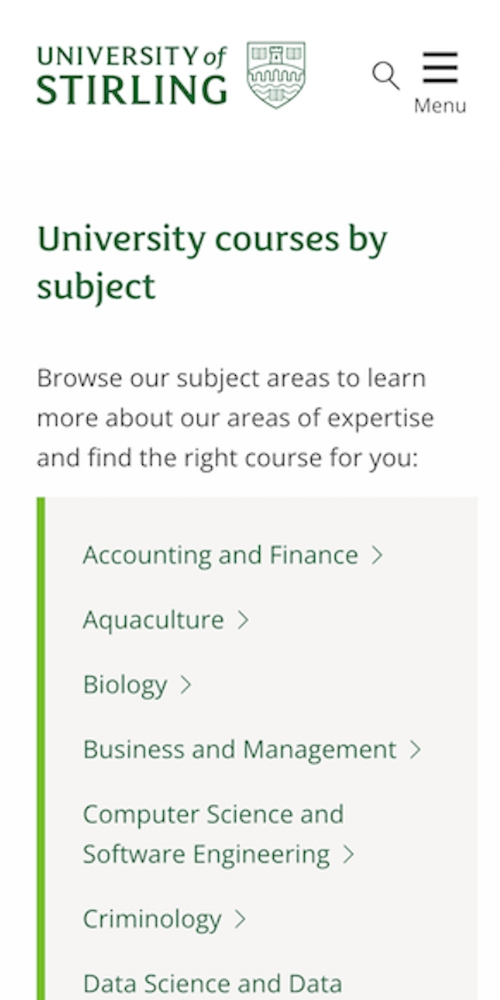 UNIVERSITY of
STIRLING
Menu
University courses by
subject
Browse our subject areas to learn
more about our areas of expertise
and find the right course for you:
Accounting and Finance
Aquaculture
Biology
Business and Management
Computer Science and
Software Engineering
Criminology
Data Science and Data